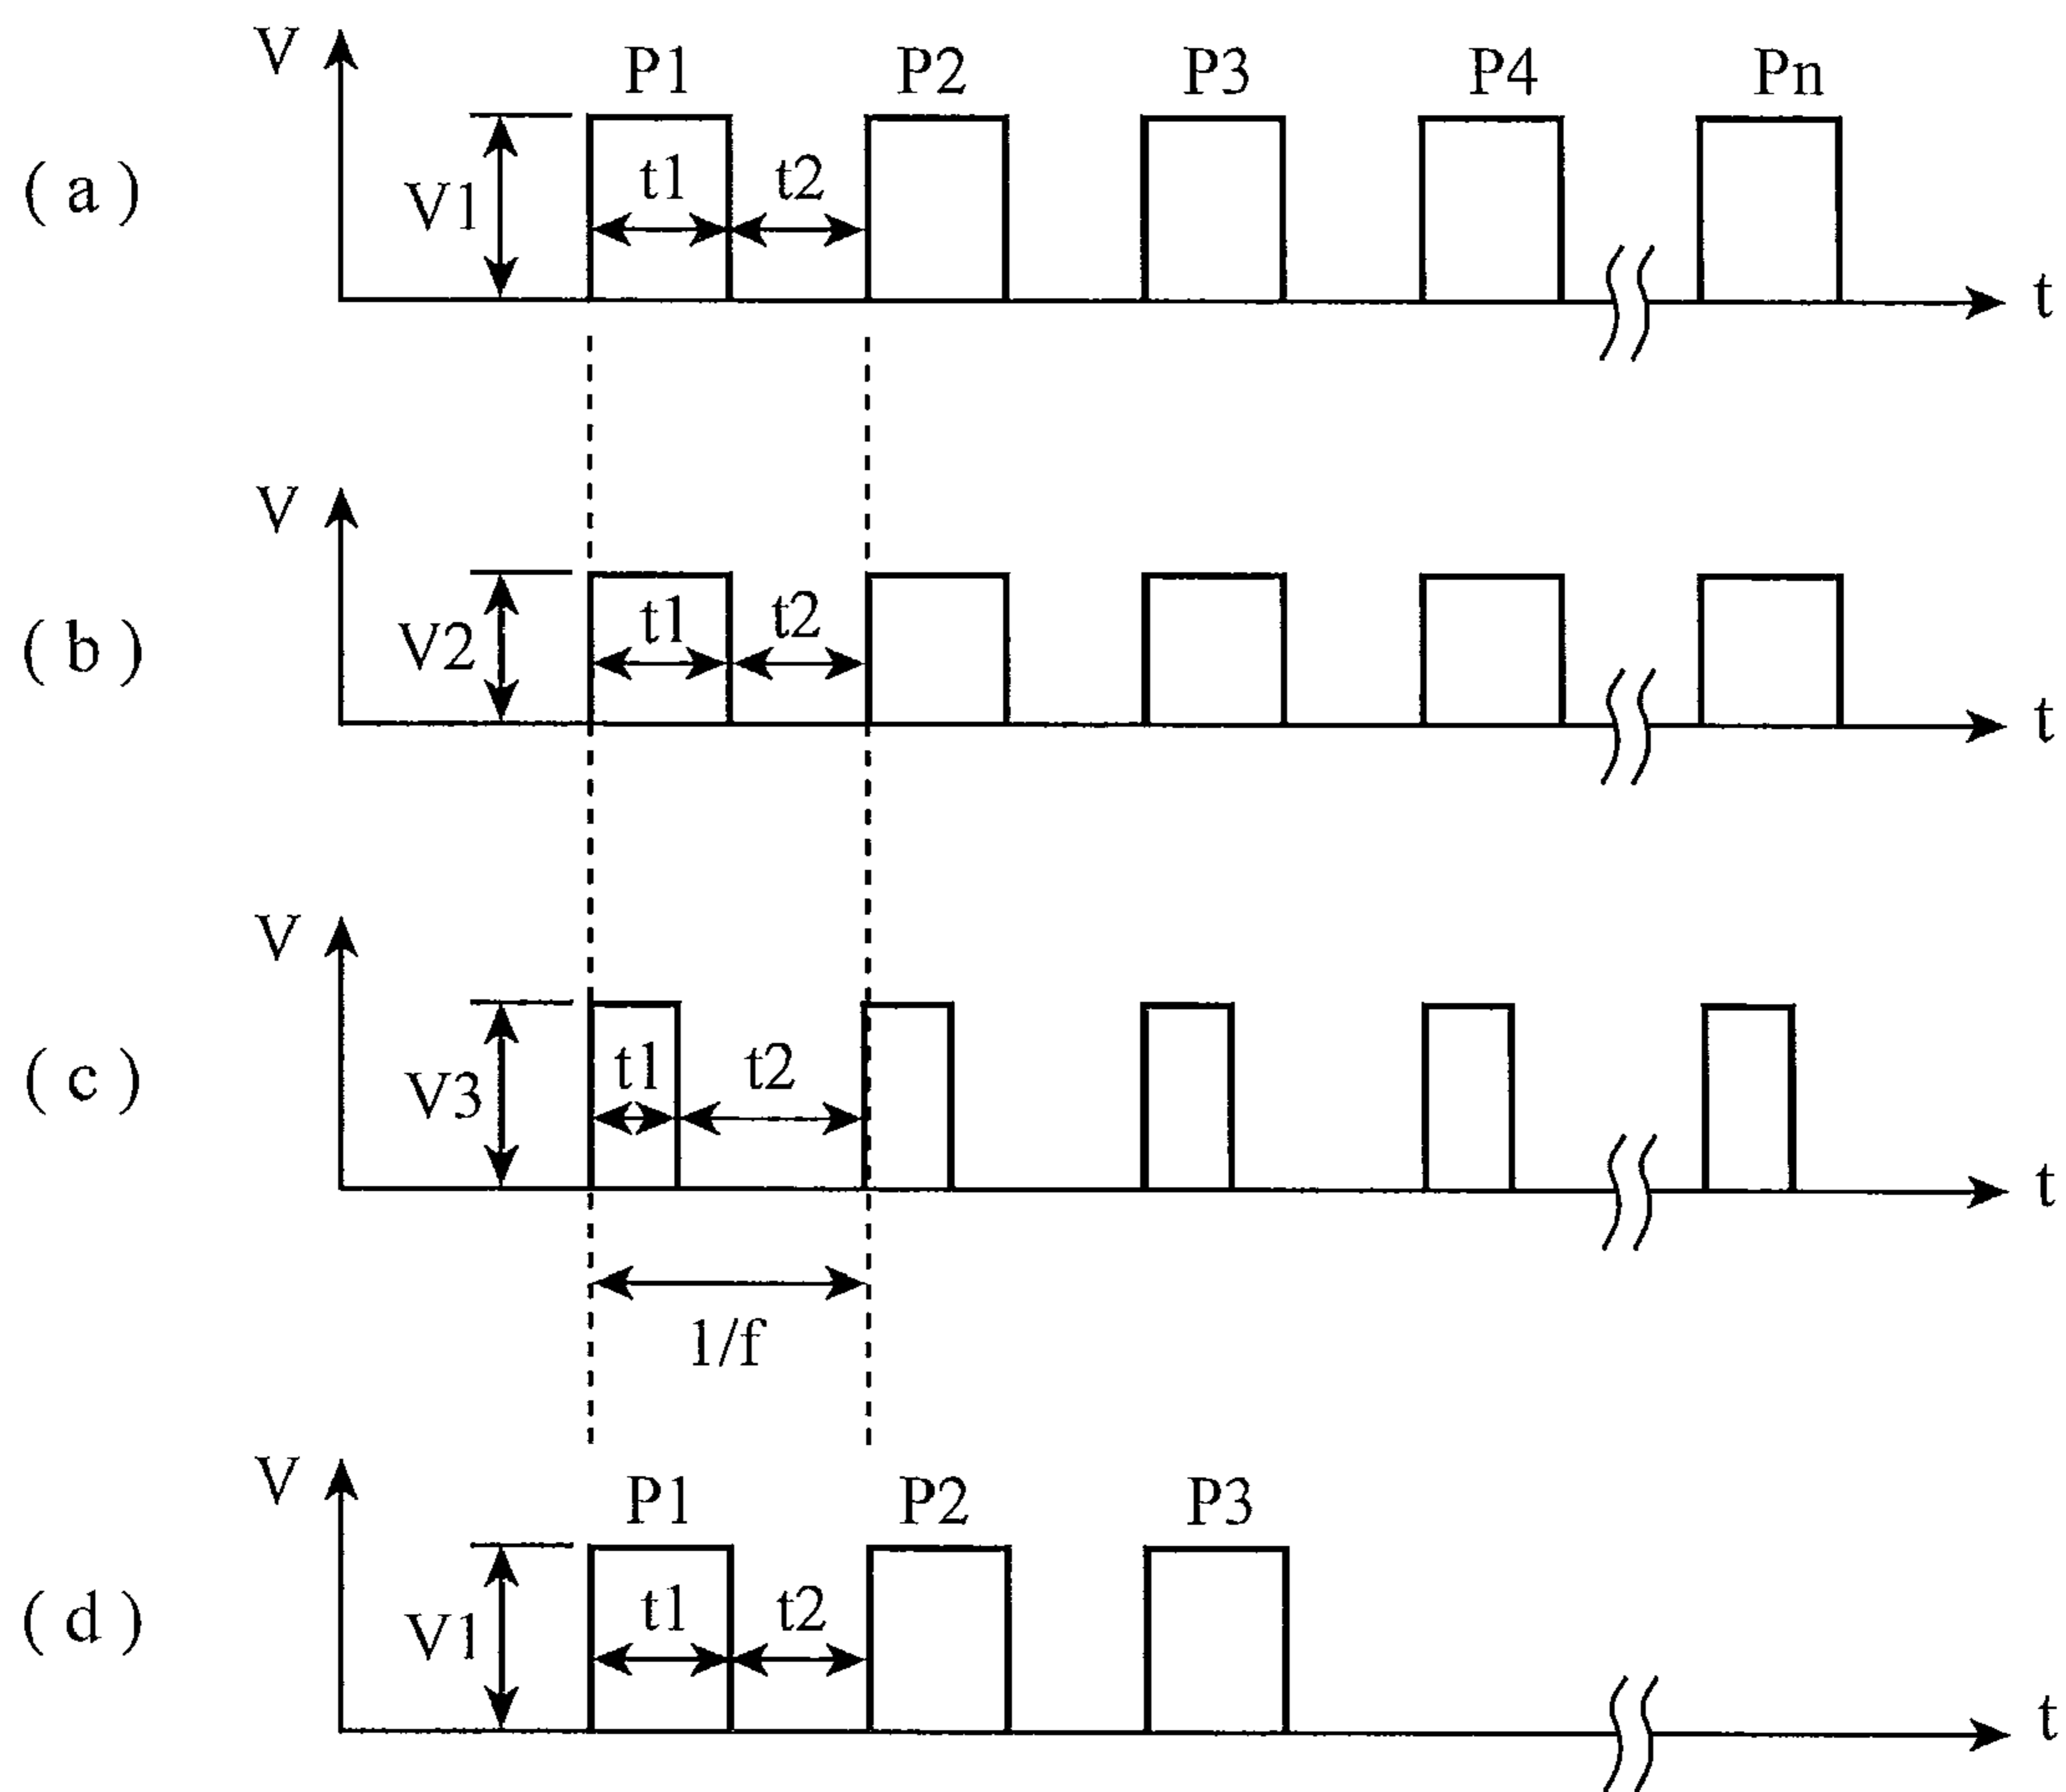 V P1 P2 P3 P4 Pn
( a ) V1 t1 t2
t
V
( b ) V2 t1 t2
t
V
( c ) V3 t1 t2
t
1/f
V P1 P2 P3
( d ) V1 t1 t2
t